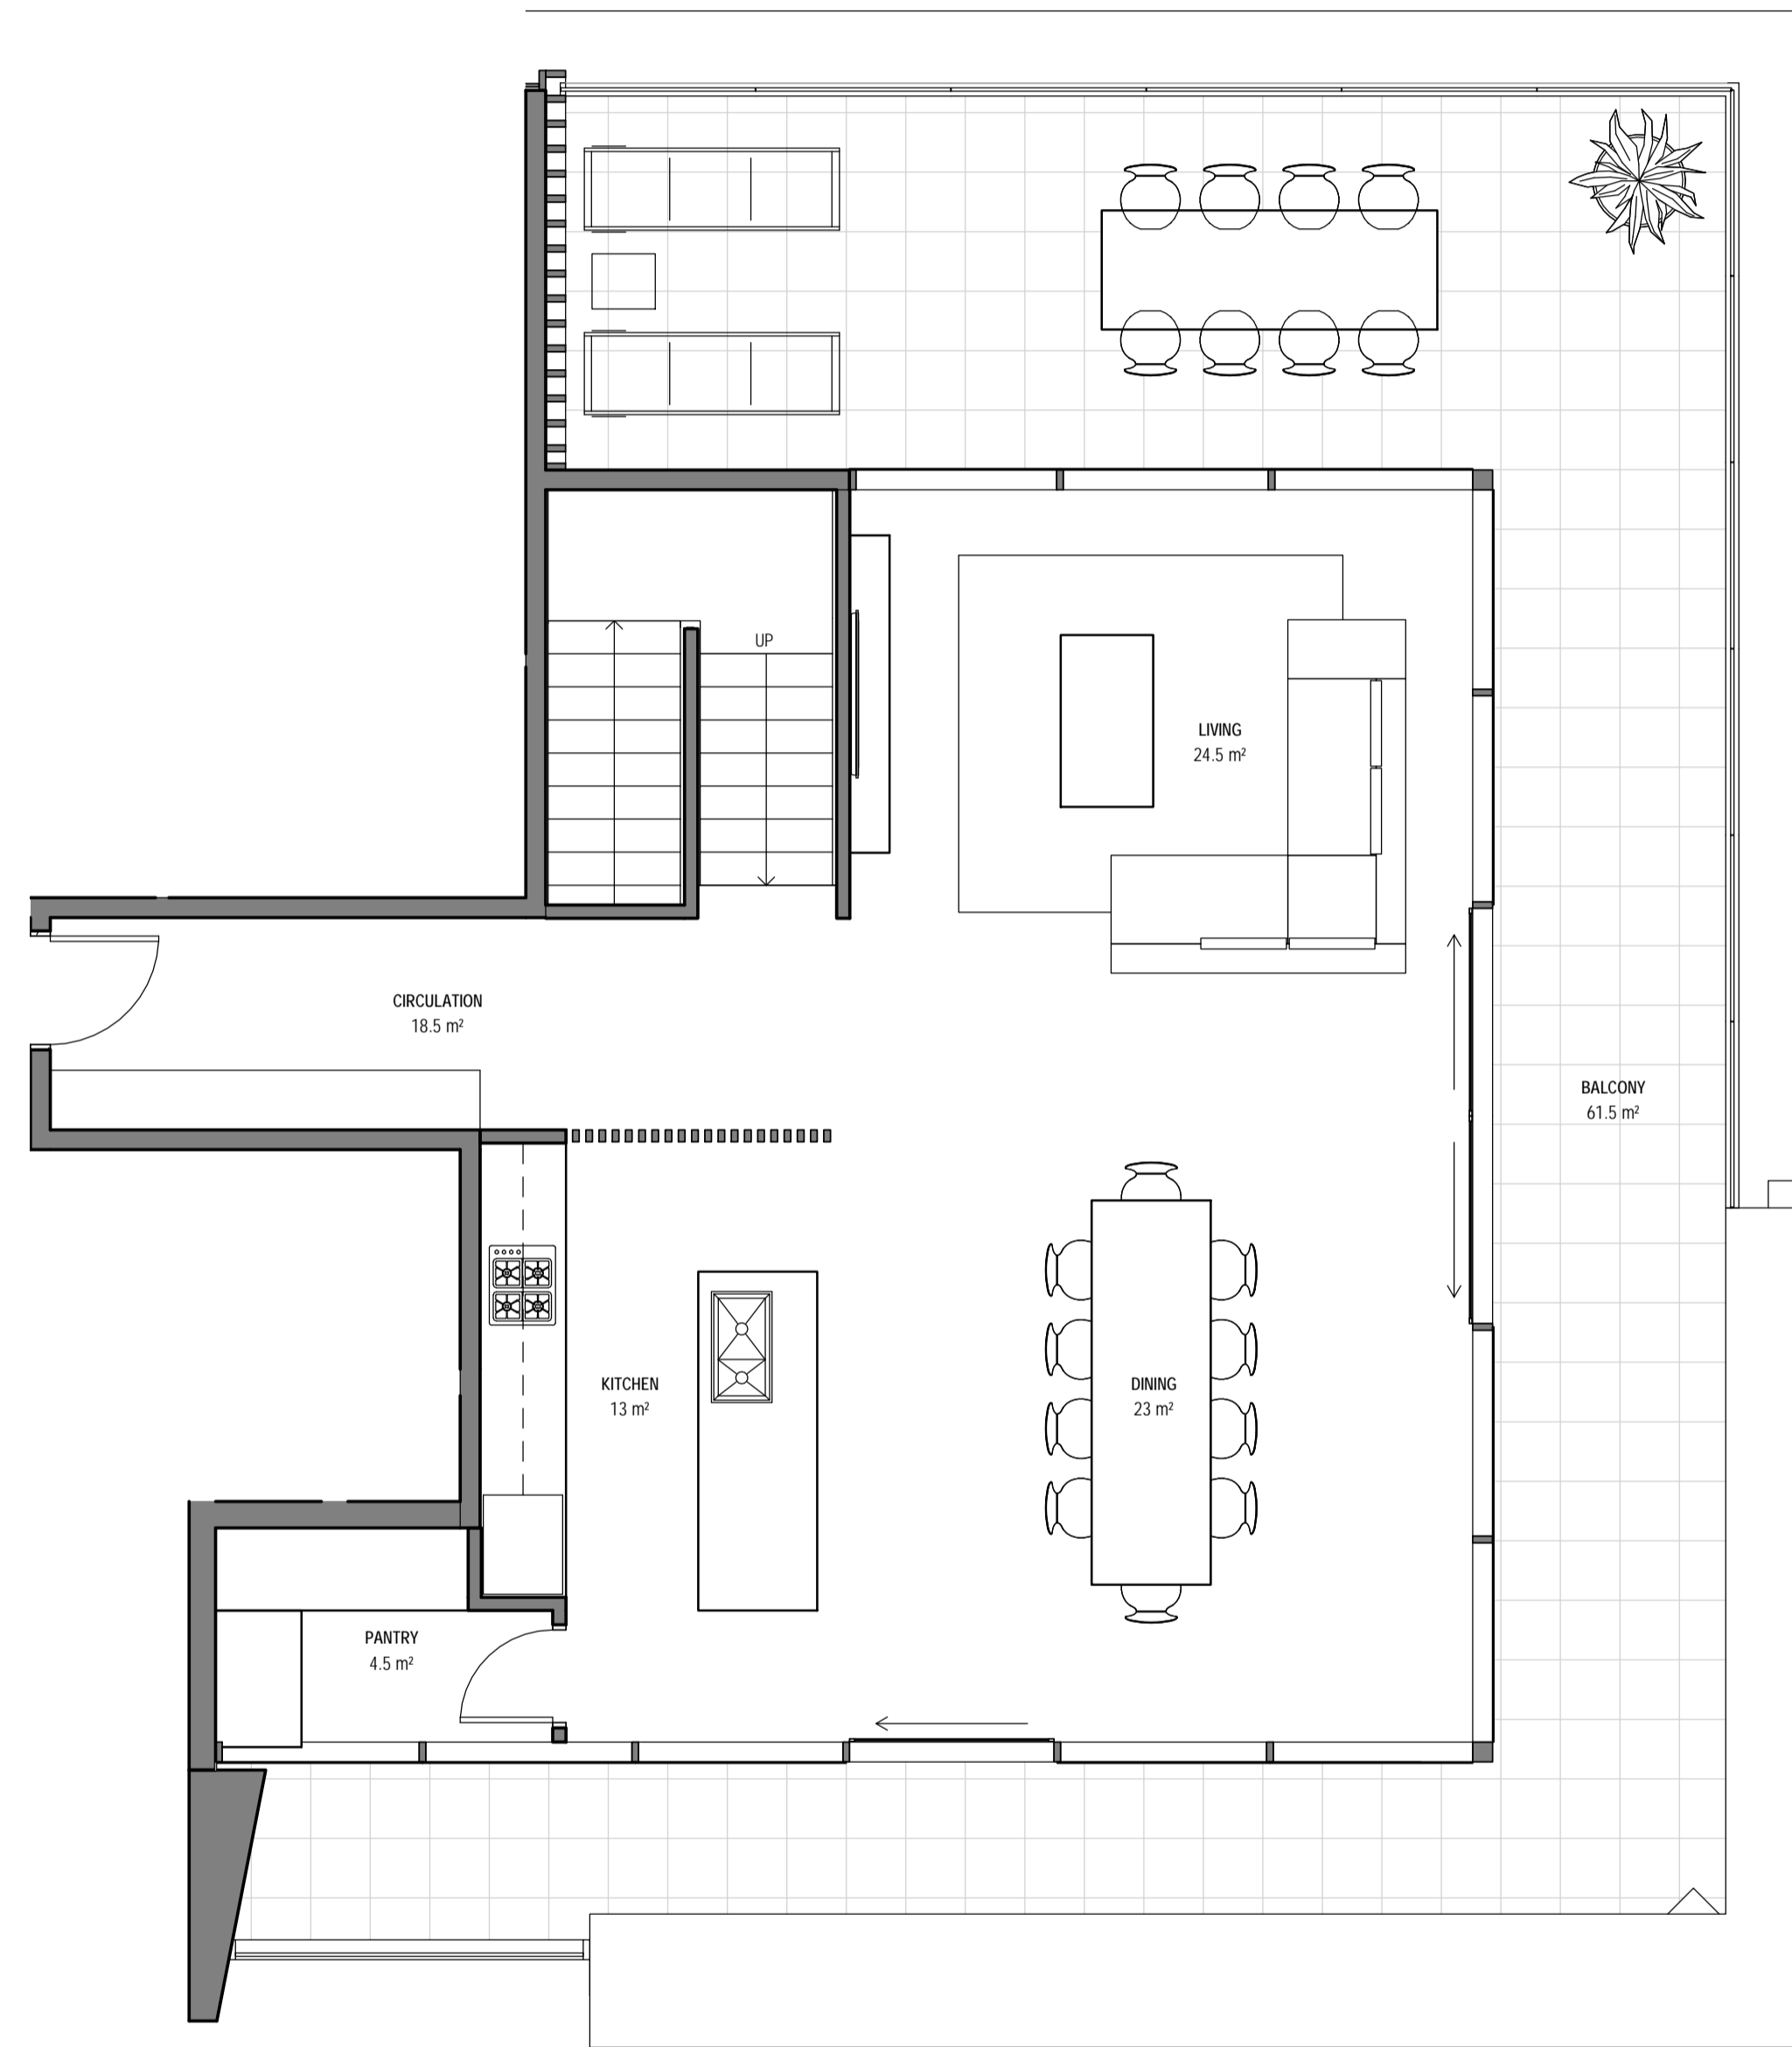 UP
LIVING
24.5 m²
CIRCULATION
18.5 m²
BALCONY
61.5 m²
KITCHEN
13 m²
DINING
23 m²
PANTRY
4.5 m²